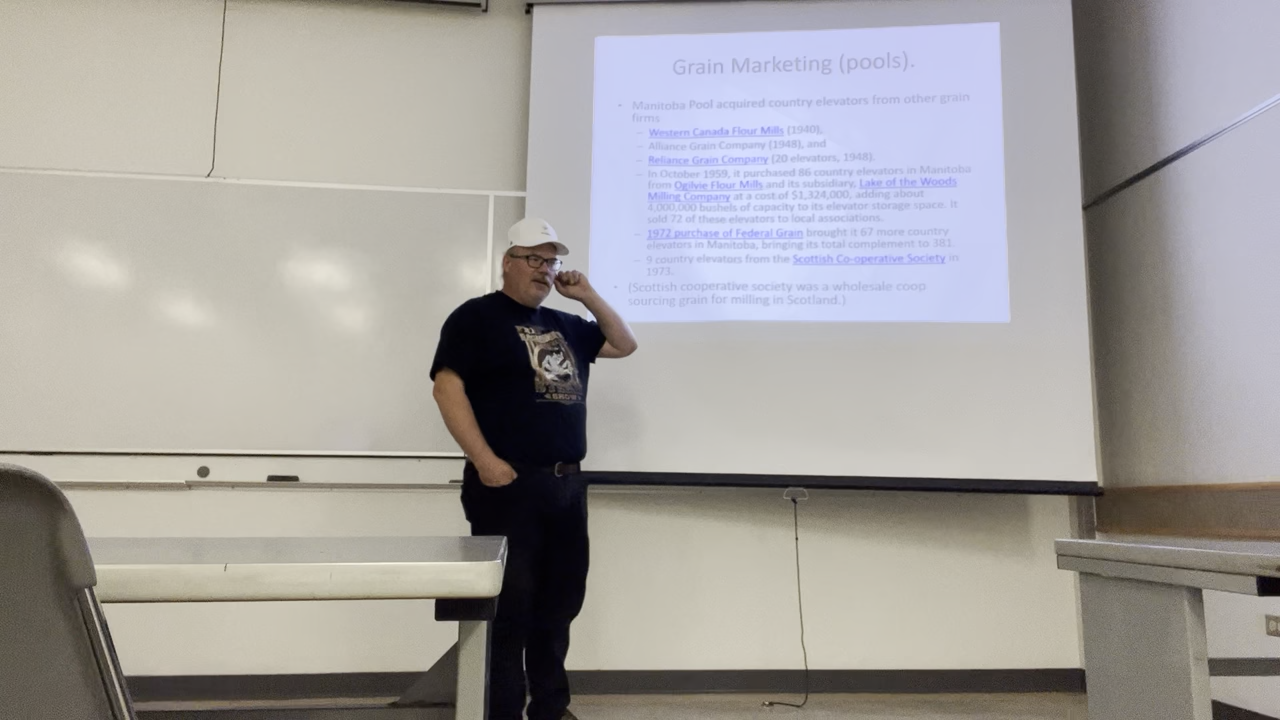 Grain Marketing (pools).
• Manitoba Pool acquired country elevators from other grain
firms
– Western Canada Flour Mills (1940);
– Alliance Grain Company (1948), and
– Reliance Grain Company (20 elevators, 1948);
– In October 1959, it purchased 86 country elevators in Manitoba
from Ogilvie Flour Mills and its subsidiary, Lake of the Woods
Milling Company at a cost of $1,324,000, adding about
4,000,000 bushels of capacity to its elevator storage space. It
sold 72 of these elevators to local associations.
– 1972 purchase of Federal Grain brought it 67 more country
elevators in Manitoba, bringing its total complement to 381.
– 9 country elevators from the Scottish Co-operative Society in
1973.
• (Scottish cooperative society was a wholesale coop
sourcing grain for milling in Scotland.)